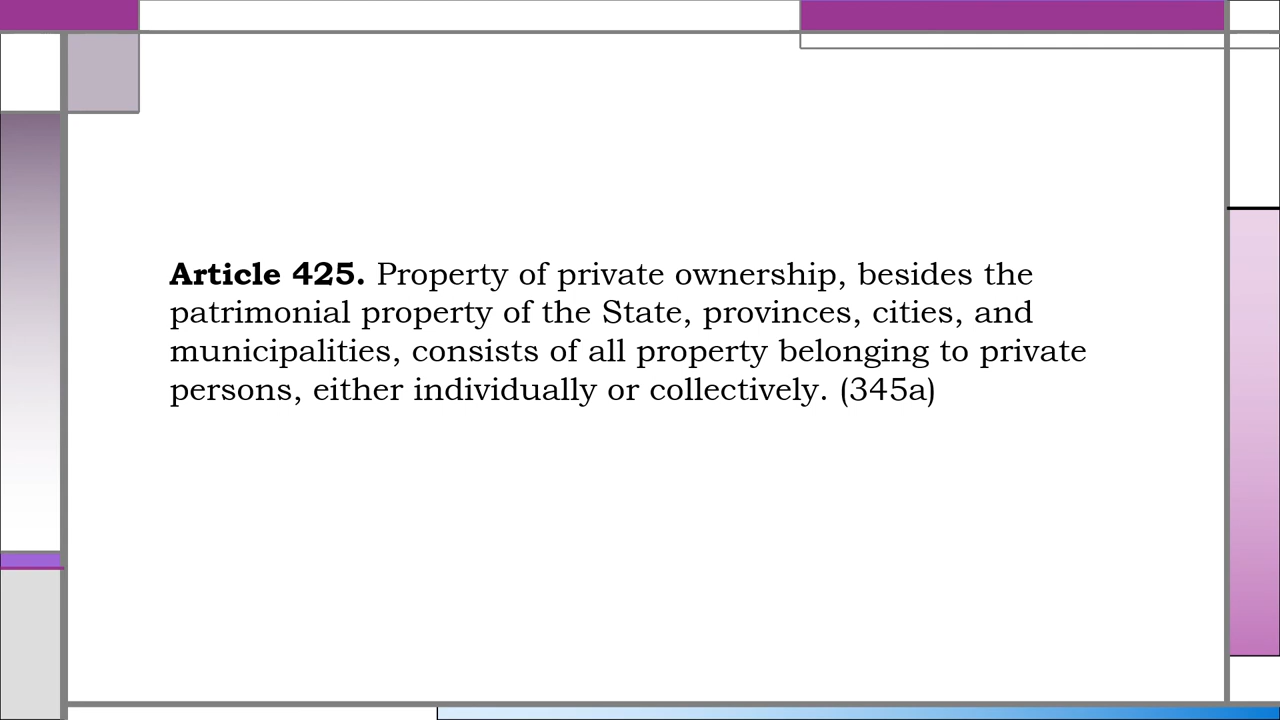 Article 425. Property of private ownership, besides the
patrimonial property of the State, provinces, cities, and
municipalities, consists of all property belonging to private
persons, either individually or collectively. (345a)